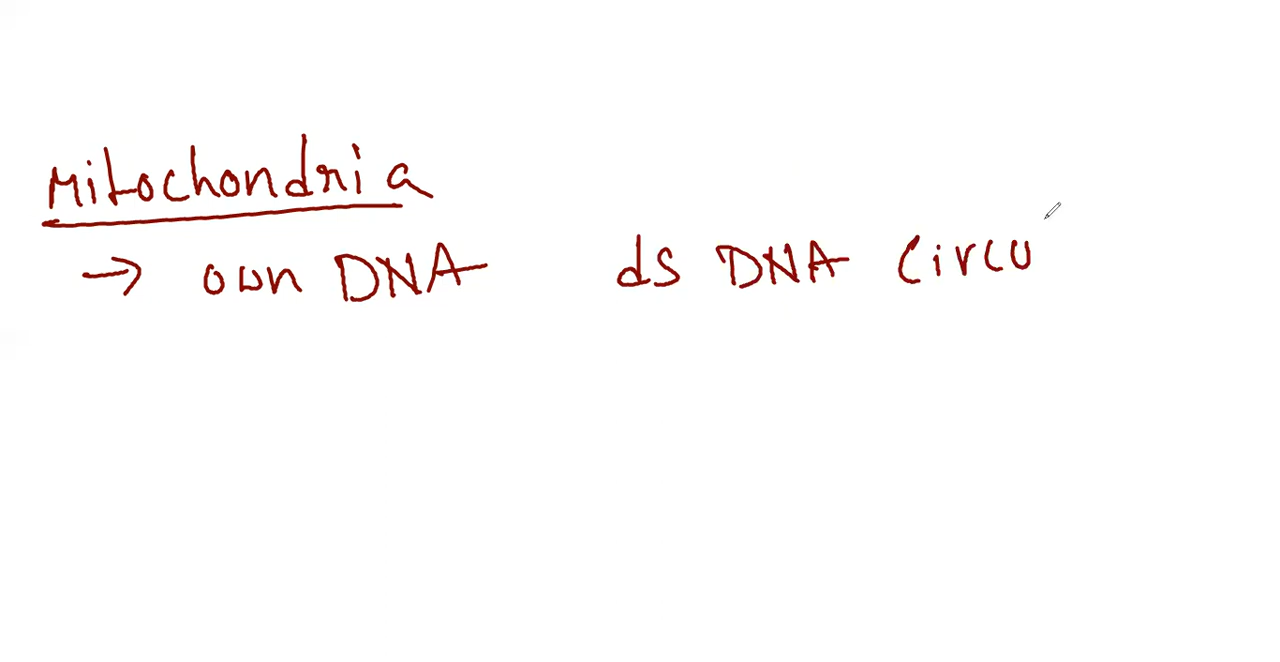 Mitochondria
→ own DNA ds DNA Circu